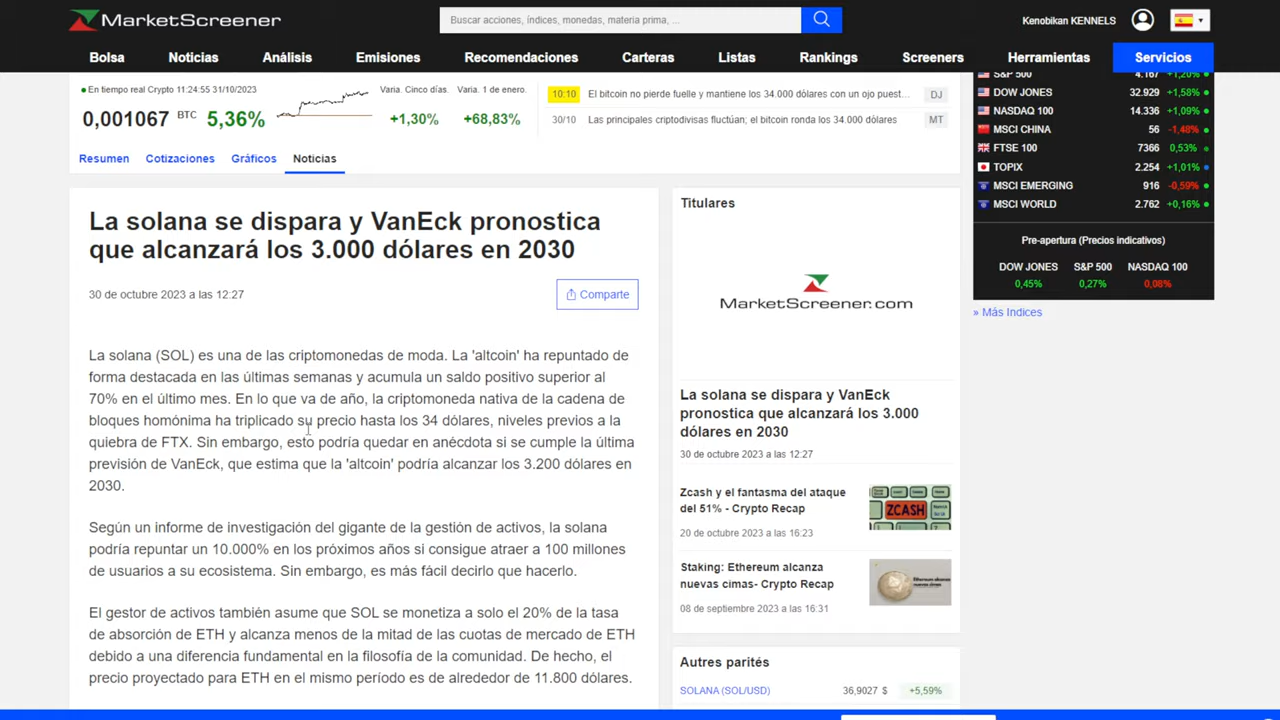 MarketScreener
Buscar acciones, índices, monedas, materia prima, ...
Kenobikan KENNELS
Bolsa Noticias Análisis Emisiones Recomendaciones Carteras Listas Rankings Screeners Herramientas Servicios
En tiempo real Crypto 11:24:55 31/10/2023
0,001067 BTC 5,36%
Varia. Cinco días. Varia. 1 de enero.
+1,30% +68,83%
10:10 El bitcoin no pierde fuelle y mantiene los 34.000 dólares con un ojo puest... DJ
30/10 Las principales criptodivisas fluctúan; el bitcoin ronda los 34.000 dólares MT
Resumen Cotizaciones Gráficos Noticias
La solana se dispara y VanEck pronostica
que alcanzará los 3.000 dólares en 2030
30 de octubre 2023 a las 12:27
Comparte
La solana (SOL) es una de las criptomonedas de moda. La 'altcoin' ha repuntado de
forma destacada en las últimas semanas y acumula un saldo positivo superior al
70% en el último mes. En lo que va de año, la criptomoneda nativa de la cadena de
bloques homónima ha triplicado su precio hasta los 34 dólares, niveles previos a la
quiebra de FTX. Sin embargo, esto podría quedar en anécdota si se cumple la última
previsión de VanEck, que estima que la 'altcoin' podría alcanzar los 3.200 dólares en
2030.
Según un informe de investigación del gigante de la gestión de activos, la solana
podría repuntar un 10.000% en los próximos años si consigue atraer a 100 millones
de usuarios a su ecosistema. Sin embargo, es más fácil decirlo que hacerlo.
El gestor de activos también asume que SOL se monetiza a solo el 20% de la tasa
de absorción de ETH y alcanza menos de la mitad de las cuotas de mercado de ETH
debido a una diferencia fundamental en la filosofía de la comunidad. De hecho, el
precio proyectado para ETH en el mismo período es de alrededor de 11.800 dólares.
Titulares
MarketScreener.com
La solana se dispara y VanEck
pronostica que alcanzará los 3.000
dólares en 2030
30 de octubre 2023 a las 12:27
Zcash y el fantasma del ataque
del 51% - Crypto Recap
ZCASH
20 de octubre 2023 a las 16:23
Staking: Ethereum alcanza
nuevas cimas- Crypto Recap
08 de septiembre 2023 a las 16:31
Autres parités
SOLANA (SOL/USD) 36,9027 $ +5,59%
S&P 500 4.167 +1,20%
DOW JONES 32.929 +1,58%
NASDAQ 100 14.336 +1,09%
MSCI CHINA 56 -1,48%
FTSE 100 7366 0,53%
TOPIX 2.254 +1,01%
MSCI EMERGING 916 -0,59%
MSCI WORLD 2.762 +0,16%
Pre-apertura (Precios indicativos)
DOW JONES S&P 500 NASDAQ 100
0,45% 0,27% 0,06%
» Más Indices